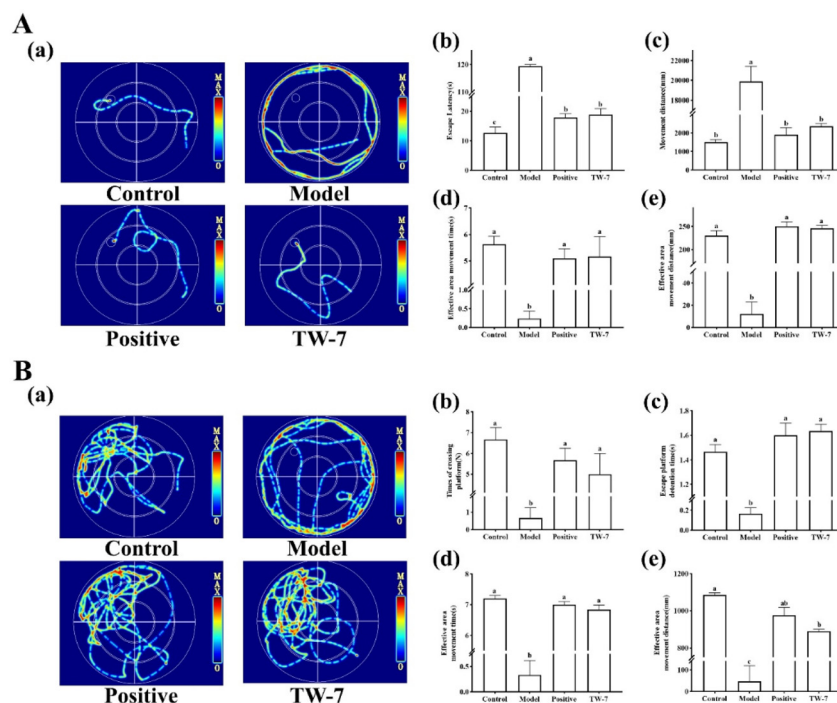 A
(a)
MAX
0
Control
MAX
0
Model
MAX
0
Positive
MAX
0
TW-7
(b)
Escape Latency(s)
120
110
20
10
0
c
a
b
b
Control Model Positive TW-7
(c)
Movement distance(mm)
22000
20000
18000
2000
1000
0
b
a
b
b
Control Model Positive TW-7
(d)
Effective area movement time(s)
7
6
5
1.0
0.5
0.0
a
b
a
a
Control Model Positive TW-7
(e)
Effective area
movement distance(mm)
250
200
40
20
0
a
b
a
a
Control Model Positive TW-7
B
(a)
MAX
0
Control
MAX
0
Model
MAX
0
Positive
MAX
0
TW-7
(b)
Times of crossing
platform(N)
8
7
6
5
1
0
a
b
a
a
Control Model Positive TW-7
(c)
Escape platform
detention time(s)
1.8
1.6
1.4
1.2
0.2
0.0
a
b
a
a
Control Model Positive TW-7
(d)
Effective area
movement time(s)
8
7
6
0.5
0.0
a
b
a
a
Control Model Positive TW-7
(e)
Effective area
movement distance(mm)
1200
1000
800
100
0
a
c
ab
b
Control Model Positive TW-7